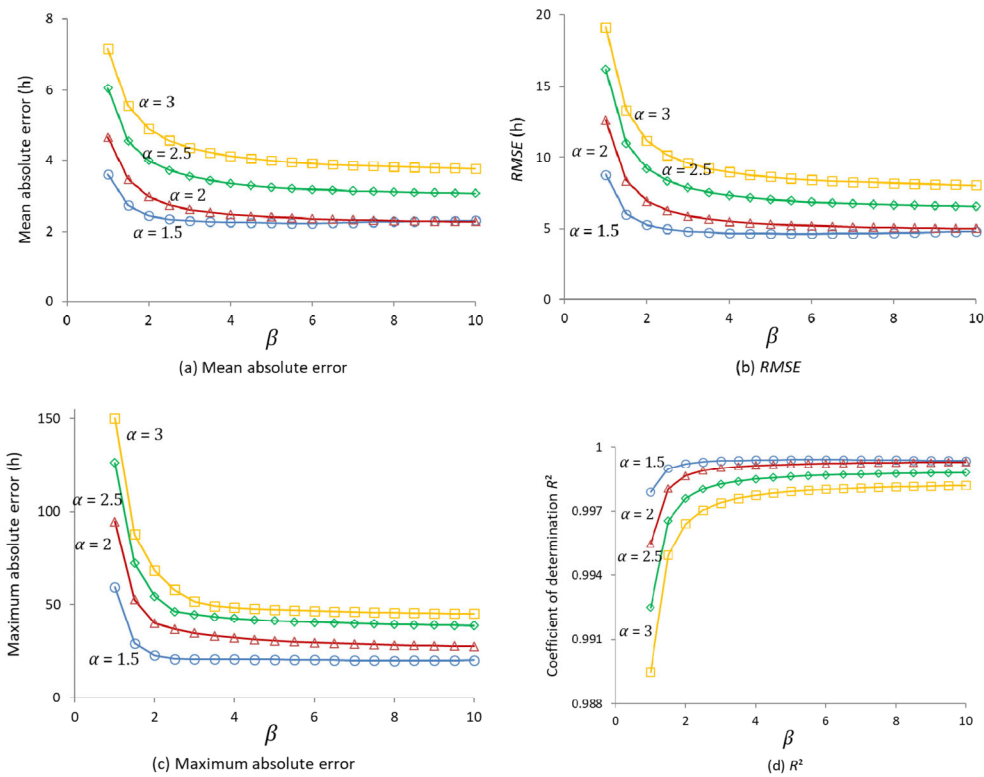 8
6
4
2
0
Mean absolute error (h)
α = 3
α = 2.5
α = 2
α = 1.5
0 2 4 6 8 10
β
(a) Mean absolute error
20
15
10
5
0
RMSE (h)
α = 3
α = 2
α = 2.5
α = 1.5
0 2 4 6 8 10
β
(b) RMSE
150
100
50
0
Maximum absolute error (h)
α = 3
α = 2.5
α = 2
α = 1.5
0 2 4 6 8 10
β
(c) Maximum absolute error
1
0.997
0.994
0.991
0.988
Coefficient of determination R²
α = 1.5
α = 2
α = 2.5
α = 3
0 2 4 6 8 10
β
(d) R²